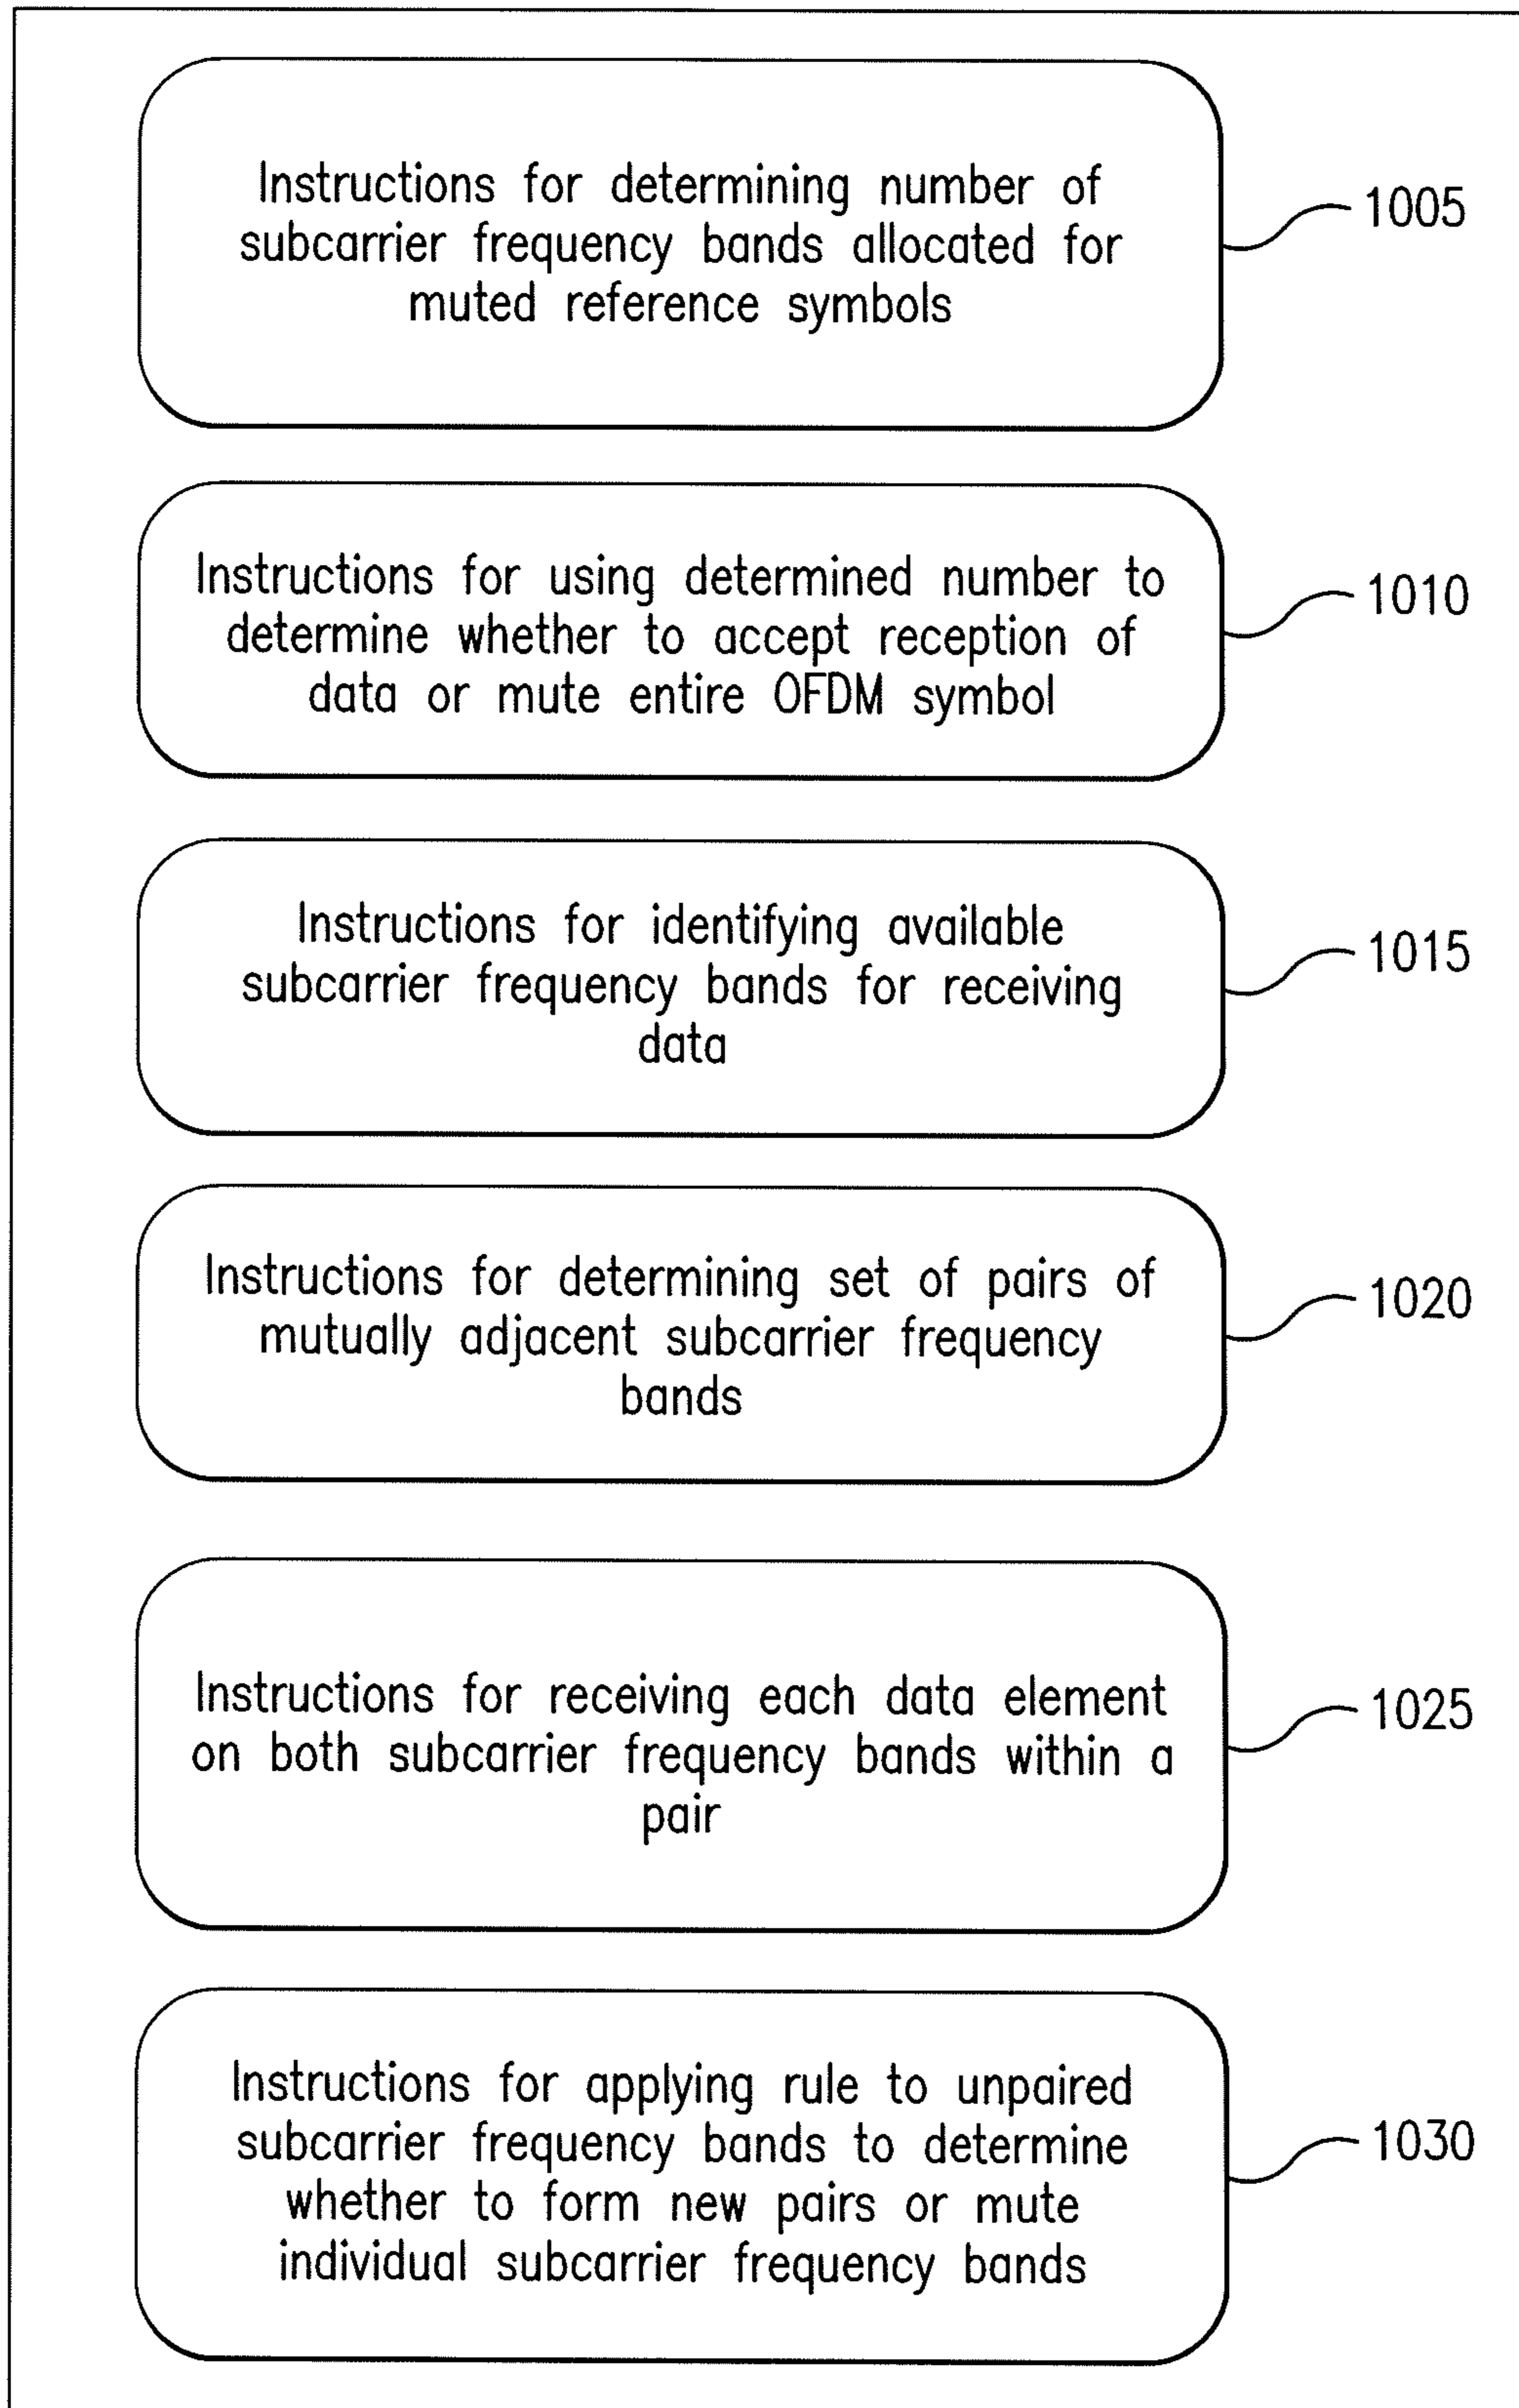 Instructions for determining number of
subcarrier frequency bands allocated for
muted reference symbols
1005
Instructions for using determined number to
determine whether to accept reception of
data or mute entire OFDM symbol
1010
Instructions for identifying available
subcarrier frequency bands for receiving
data
1015
Instructions for determining set of pairs of
mutually adjacent subcarrier frequency
bands
1020
Instructions for receiving each data element
on both subcarrier frequency bands within a
pair
1025
Instructions for applying rule to unpaired
subcarrier frequency bands to determine
whether to form new pairs or mute
individual subcarrier frequency bands
1030